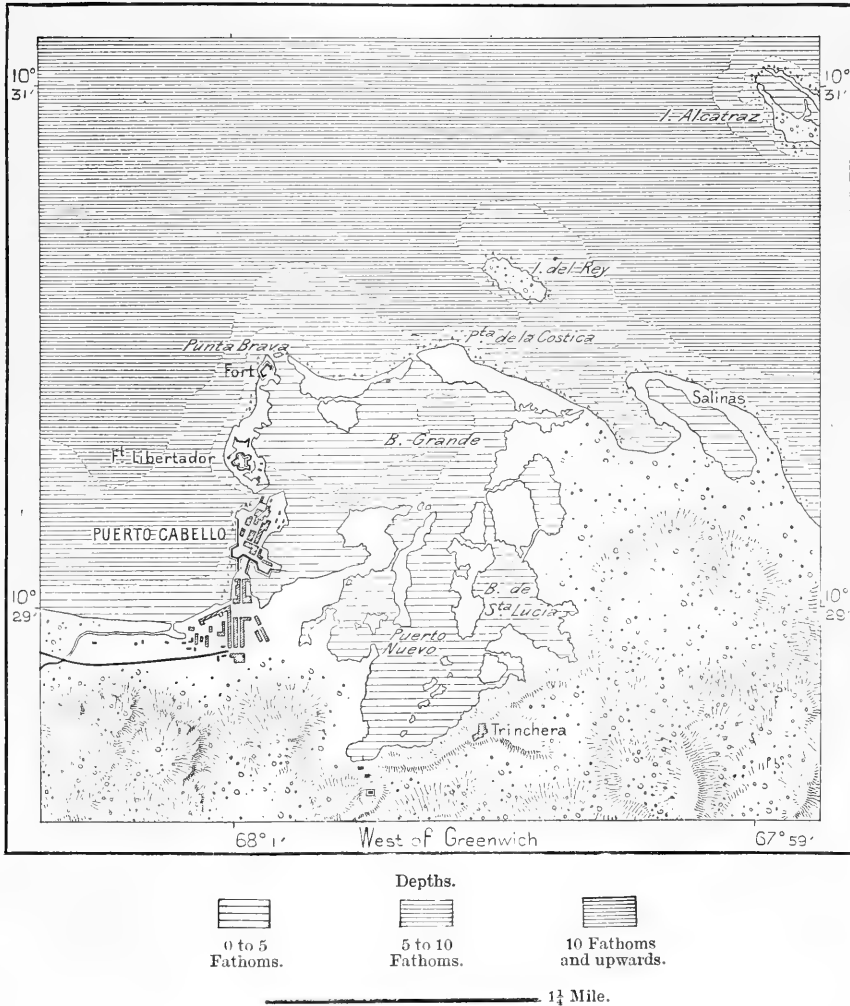 10°
31′
10°
31′
I. Alcatraz
I. del Rey
Pta de la Costica
Punta Brava
Fort
Salinas
B. Grande
Ft. Libertador
PUERTO CABELLO
10°
29′
10°
29′
B. de
Sta Lucia
Puerto
Nuevo
Trinchera
68°1′
West of Greenwich
67°59′
Depths.
0 to 5
Fathoms.
5 to 10
Fathoms.
10 Fathoms
and upwards.
1¼ Mile.